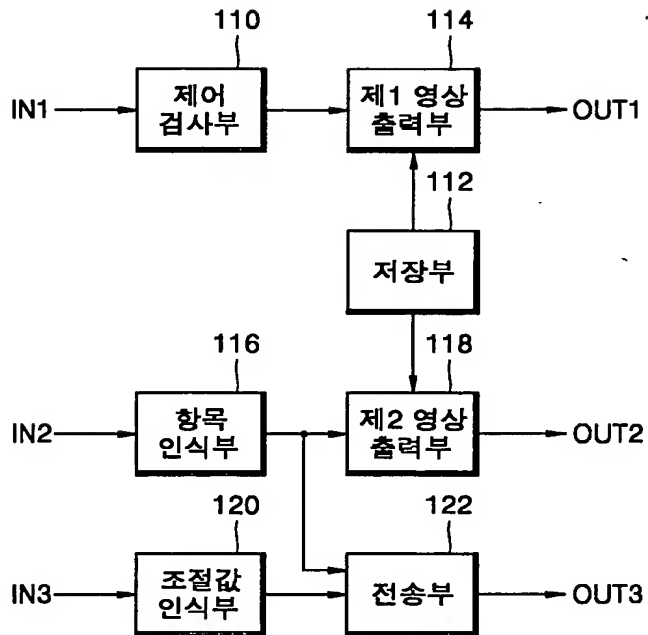 110
114
IN1
제어
검사부
제1 영상
출력부
OUT1
112
저장부
116
118
IN2
항목
인식부
제2 영상
출력부
OUT2
120
122
IN3
조절값
인식부
전송부
OUT3